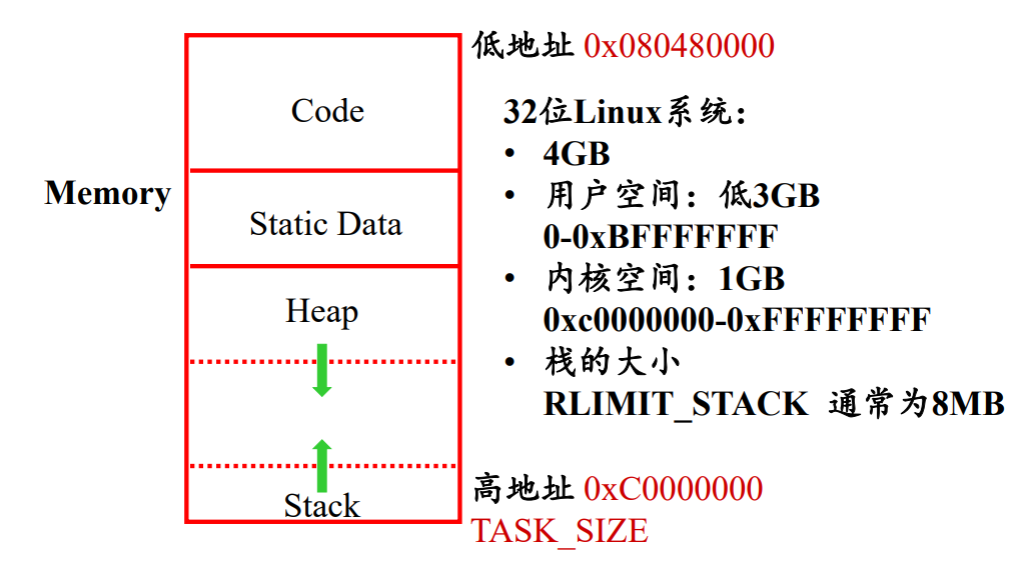 低地址 0x080480000
Code
32位Linux系统：
• 4GB
Memory
• 用户空间：低3GB
0-0xBFFFFFFF
Static Data
• 内核空间：1GB
0xc0000000-0xFFFFFFFF
Heap
• 栈的大小
RLIMIT_STACK 通常为8MB
高地址 0xC0000000
Stack
TASK_SIZE